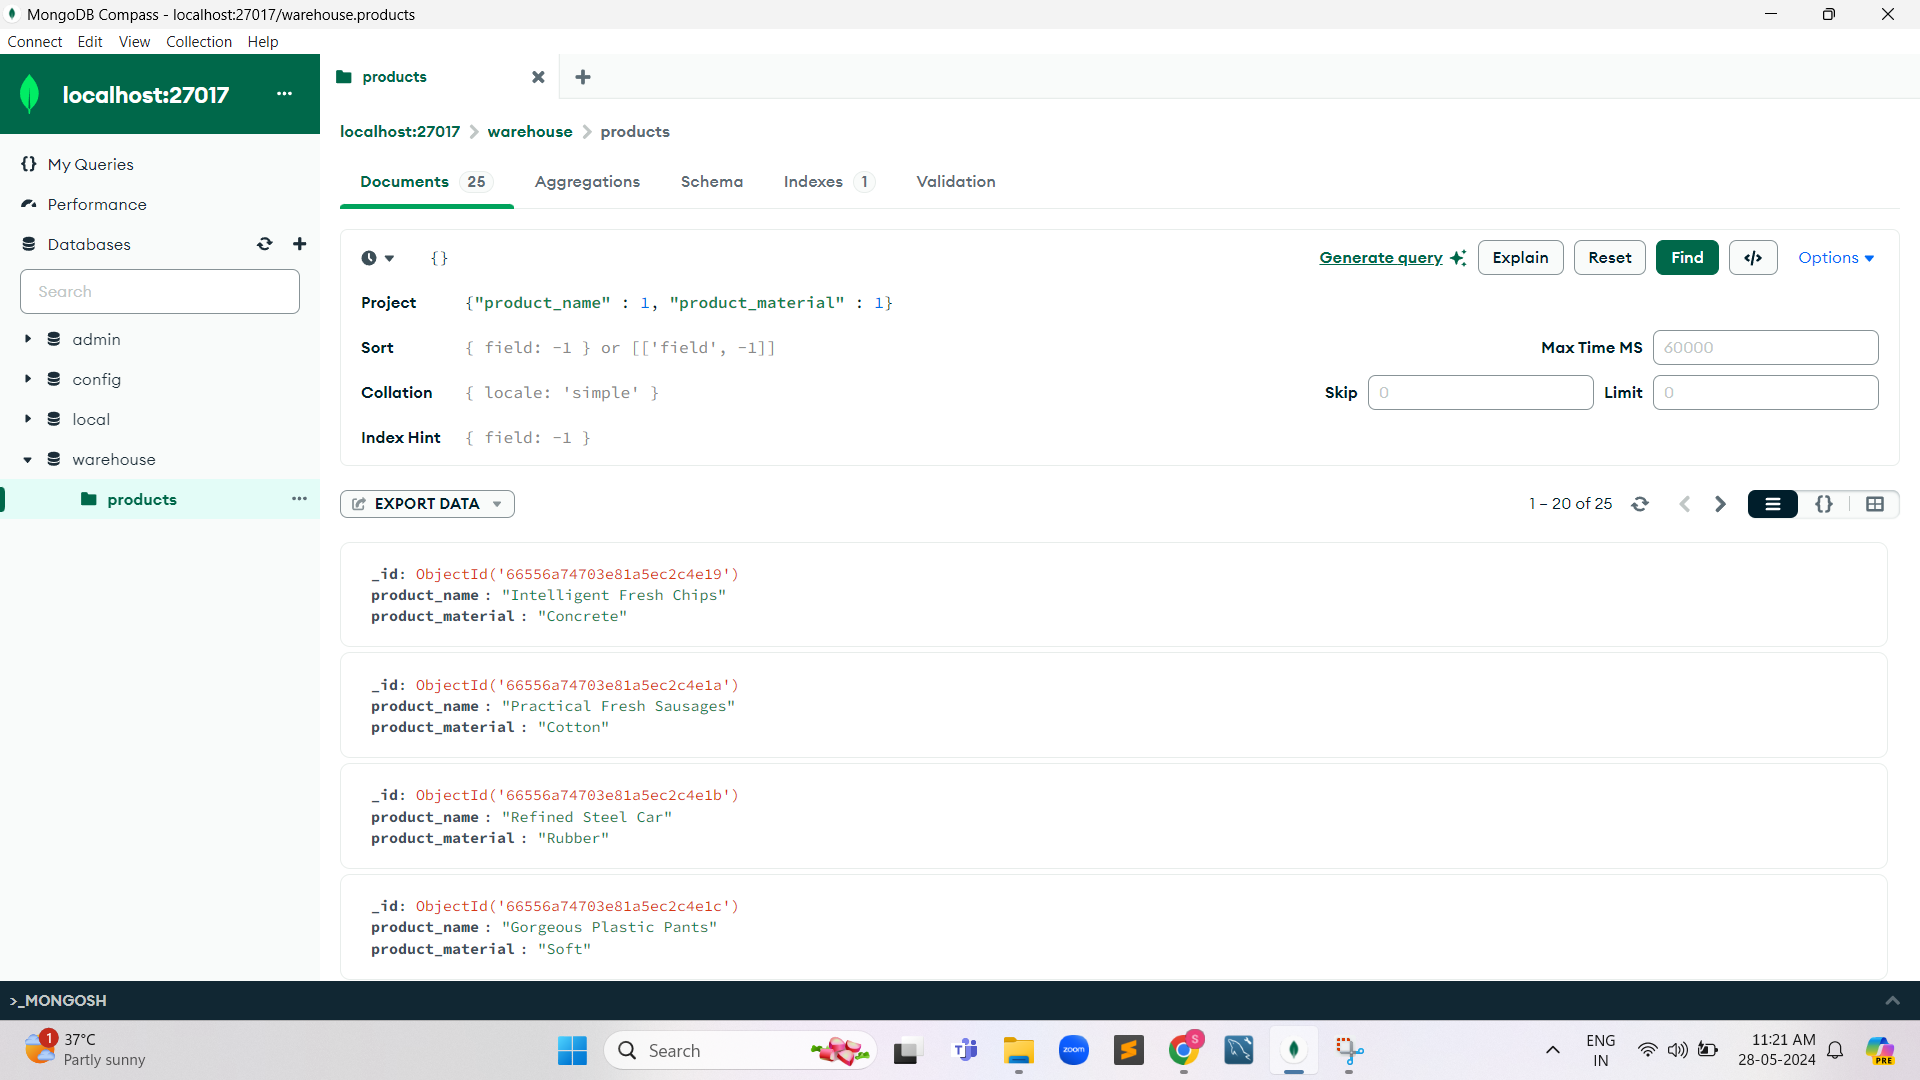 MongoDB Compass - localhost:27017/warehouse.products
Connect Edit View Collection Help
localhost:27017 ...
products
My Queries
Performance
Databases
Search
admin
config
local
warehouse
products ...
localhost:27017 > warehouse > products
Documents 25 Aggregations Schema Indexes 1 Validation
{} Generate query Explain Reset Find </> Options
Project {"product_name" : 1, "product_material" : 1}
Sort { field: -1 } or [['field', -1]] Max Time MS 60000
Collation { locale: 'simple' } Skip 0 Limit 0
Index Hint { field: -1 }
EXPORT DATA 1 – 20 of 25 {}
_id: ObjectId('66556a74703e81a5ec2c4e19')
product_name : "Intelligent Fresh Chips"
product_material : "Concrete"
_id: ObjectId('66556a74703e81a5ec2c4e1a')
product_name : "Practical Fresh Sausages"
product_material : "Cotton"
_id: ObjectId('66556a74703e81a5ec2c4e1b')
product_name : "Refined Steel Car"
product_material : "Rubber"
_id: ObjectId('66556a74703e81a5ec2c4e1c')
product_name : "Gorgeous Plastic Pants"
product_material : "Soft"
>_MONGOSH
1 37°C
Partly sunny
Search
zoom
S
ENG
IN
11:21 AM
28-05-2024
PRE